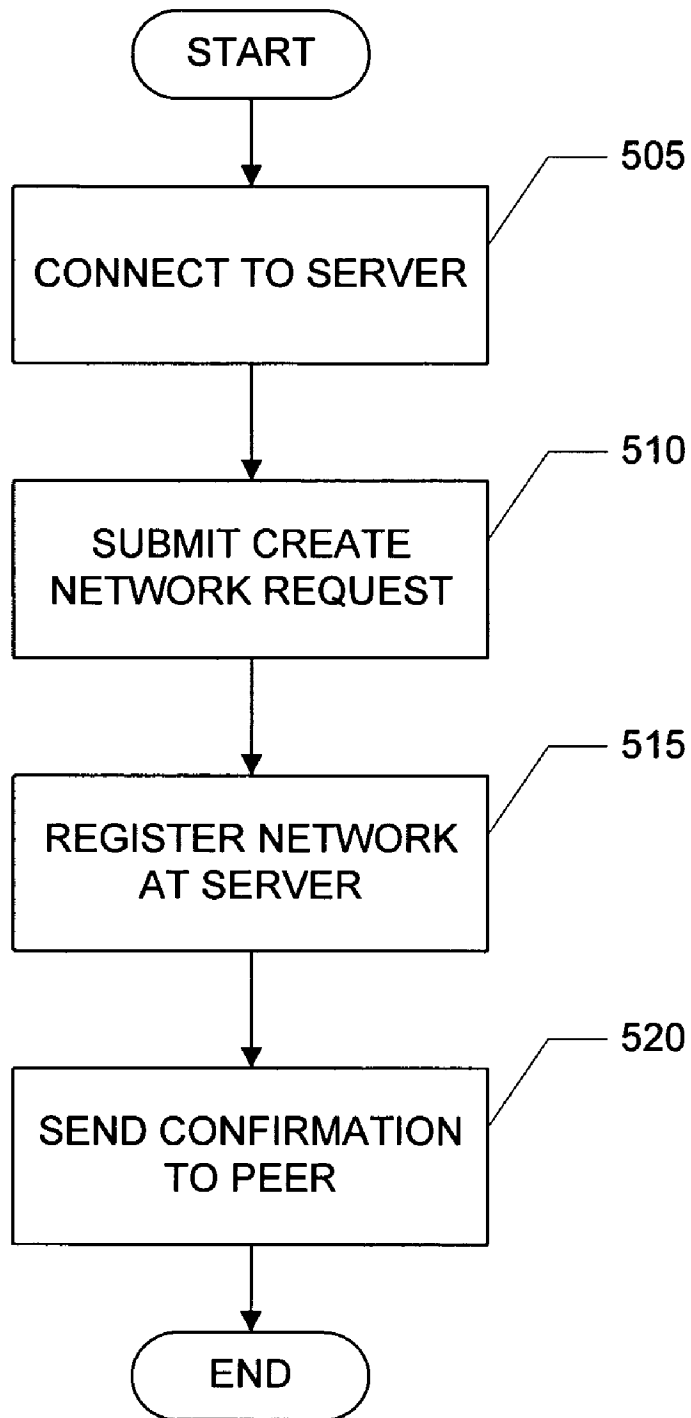 START
505
CONNECT TO SERVER
510
SUBMIT CREATE
NETWORK REQUEST
515
REGISTER NETWORK
AT SERVER
520
SEND CONFIRMATION
TO PEER
END